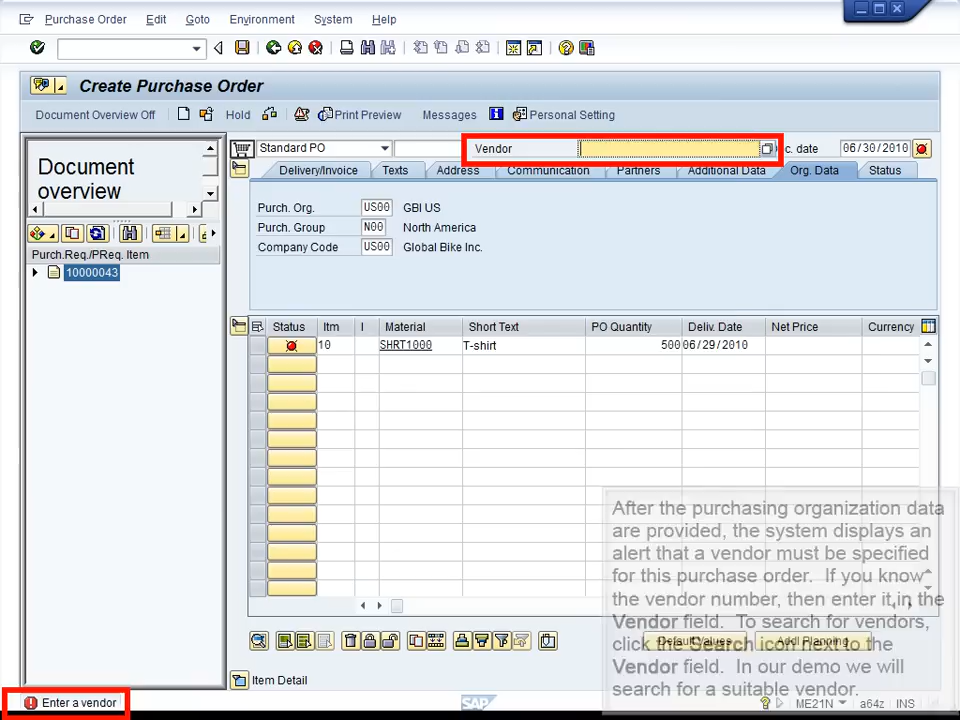 Purchase Order Edit Goto Environment System Help
Create Purchase Order
Document Overview Off Hold Print Preview Messages Personal Setting
Document
overview
Standard PO Vendor c. date 06/30/2010
Delivery/Invoice Texts Address Communication Partners Additional Data Org. Data Status
Purch. Org. US00 GBI US
Purch. Group N00 North America
Company Code US00 Global Bike Inc.
Purch.Req./PReq. Item
10000043
Status Itm I Material Short Text PO Quantity Deliv. Date Net Price Currency
10 SHRT1000 T-shirt 500 06/29/2010
After the purchasing organization data
are provided, the system displays an
alert that a vendor must be specified
for this purchase order. If you know
the vendor number, then enter it in the
Vendor field. To search for vendors,
click the Search icon next to the
Vendor field. In our demo we will
search for a suitable vendor.
Default Values Addl Planning
Item Detail
Enter a vendor
SAP
ME21N a64z INS